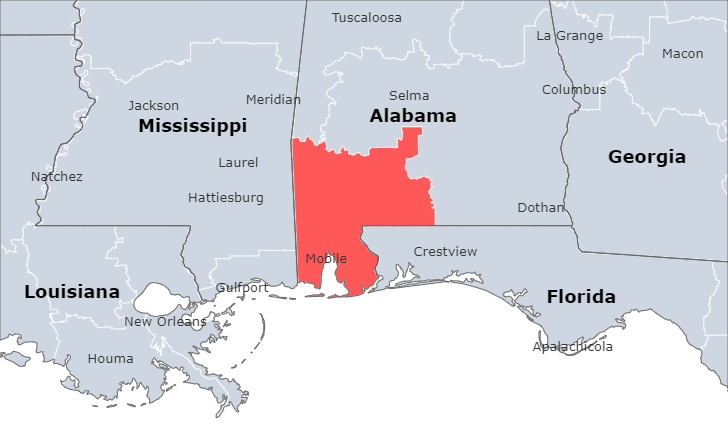 Tuscaloosa
La Grange
Macon
Columbus
Selma
Meridian
Jackson
Alabama
Mississippi
Georgia
Laurel
Natchez
Hattiesburg
Dothan
Crestview
Mobile
Gulfport
Louisiana
Florida
New Orleans
Apalachicola
Houma